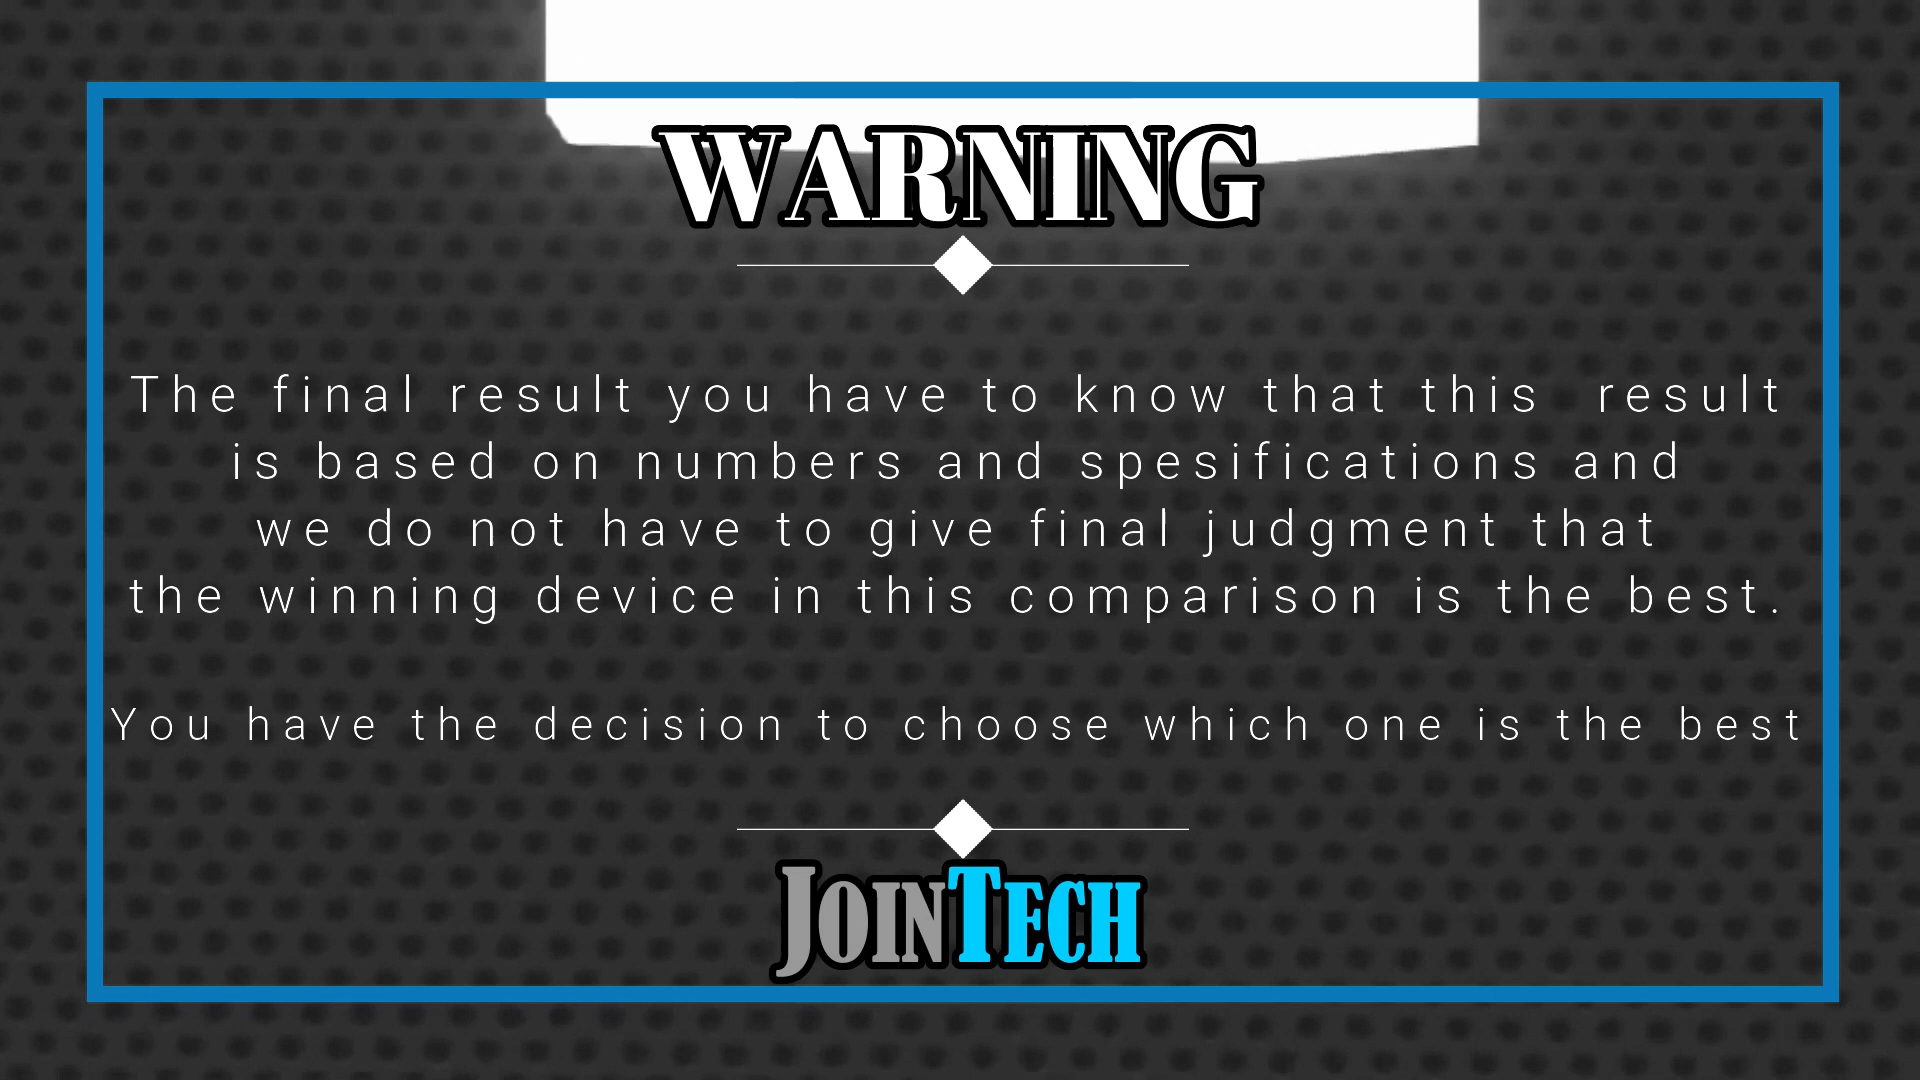 WARNING
The final result you have to know that this result
is based on numbers and spesifications and
we do not have to give final judgment that
the winning device in this comparison is the best.
You have the decision to choose which one is the best
JOINTECH